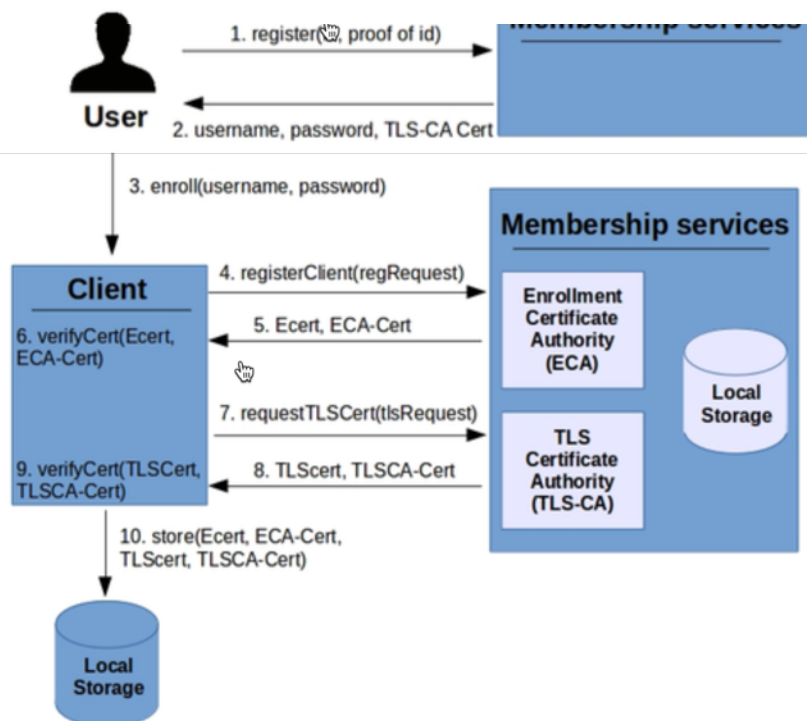 1. register(, proof of id)
Membership services
User
2. username, password, TLS-CA Cert
3. enroll(username, password)
Membership services
Client
4. registerClient(regRequest)
Enrollment
Certificate
Authority
(ECA)
5. Ecert, ECA-Cert
6. verifyCert(Ecert,
ECA-Cert)
Local
Storage
7. requestTLSCert(tlsRequest)
TLS
Certificate
Authority
(TLS-CA)
8. TLScert, TLSCA-Cert
9. verifyCert(TLSCert,
TLSCA-Cert)
10. store(Ecert, ECA-Cert,
TLScert, TLSCA-Cert)
Local
Storage